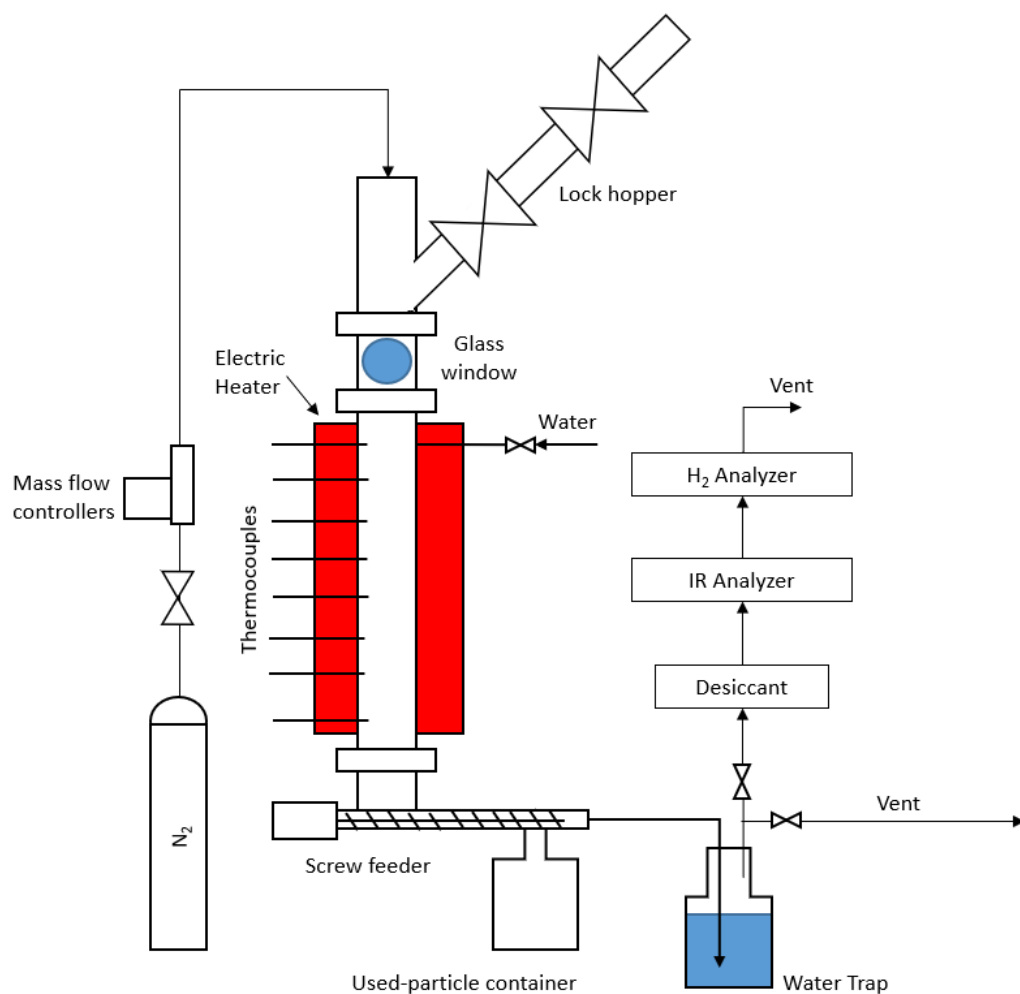 Lock hopper
Glass
window
Electric
Heater
Water
Vent
H₂ Analyzer
Mass flow
controllers
IR Analyzer
Thermocouples
Desiccant
Vent
N₂
Screw feeder
Used-particle container
Water Trap